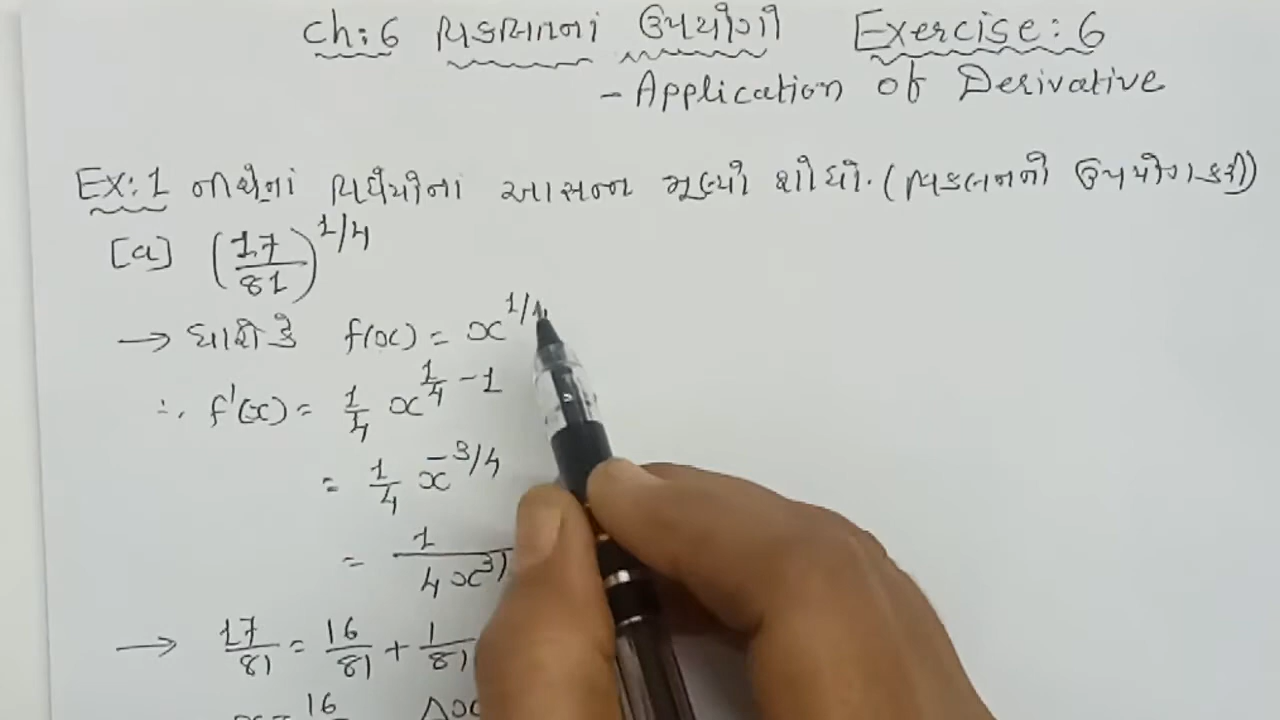 Ch: 6 વિકલનનાં ઉપયોગો Exercise: 6
- Application of Derivative
Ex: 1 નીચેનાં પૈકીનાં આસન્ન મૂલ્યો શોધો. (વિકલનનો ઉપયોગ કરી)
[a] (17/81)^1/4
→ ધારો કે f(x) = x^1/4
∴ f'(x) = 1/4 x^1/4 - 1
= 1/4 x^-3/4
= 1/4x^3/
→ 17/81 = 16/81 + 1/81
x = 16 Δx